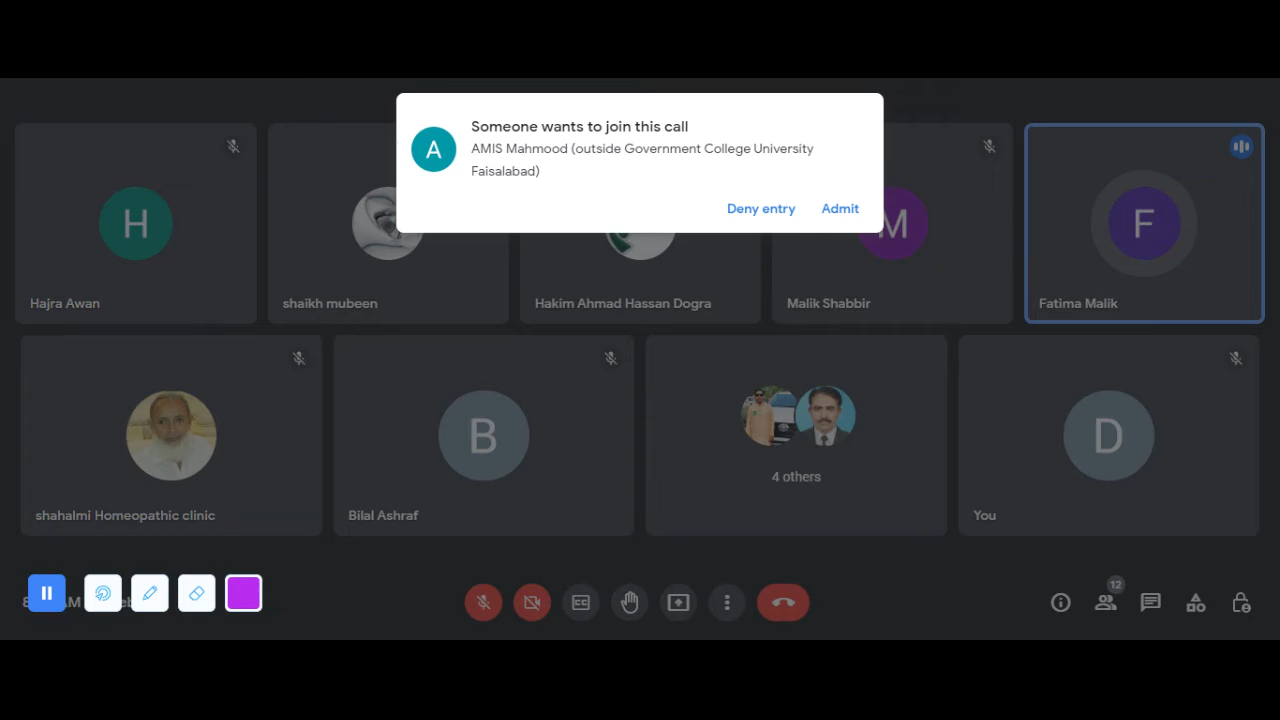 Someone wants to join this call
A
AMIS Mahmood (outside Government College University
Faisalabad)
Deny entry
Admit
H
M
F
Hajra Awan
shaikh mubeen
Hakim Ahmad Hassan Dogra
Malik Shabbir
Fatima Malik
B
D
4 others
shahalmi Homeopathic clinic
Bilal Ashraf
You
CC
12